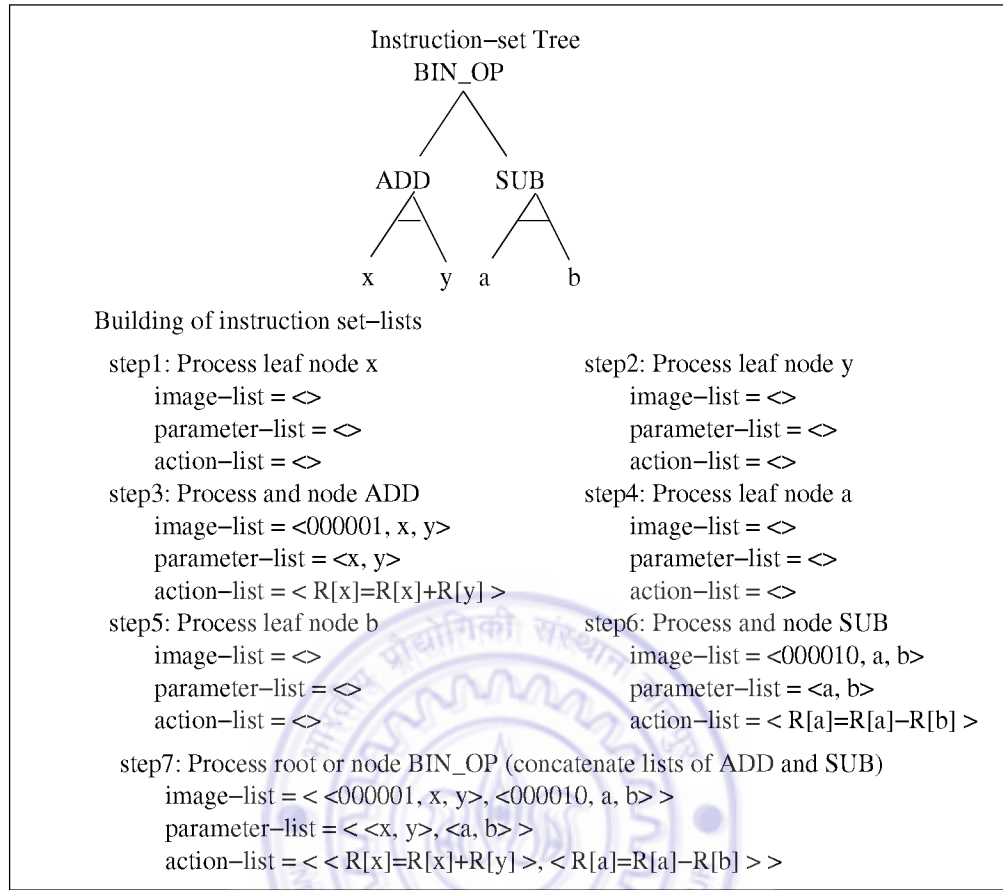 Instruction−set Tree
BIN_OP
ADD SUB
x y a b
Building of instruction set−lists
step1: Process leaf node x
image−list = <>
parameter−list = <>
action−list = <>
step2: Process leaf node y
image−list = <>
parameter−list = <>
action−list = <>
step3: Process and node ADD
image−list = <000001, x, y>
parameter−list = <x, y>
action−list = < R[x]=R[x]+R[y] >
step4: Process leaf node a
image−list = <>
parameter−list = <>
action−list = <>
step5: Process leaf node b
image−list = <>
parameter−list = <>
action−list = <>
step6: Process and node SUB
image−list = <000010, a, b>
parameter−list = <a, b>
action−list = < R[a]=R[a]−R[b] >
step7: Process root or node BIN_OP (concatenate lists of ADD and SUB)
image−list = < <000001, x, y>, <000010, a, b> >
parameter−list = < <x, y>, <a, b> >
action−list = < < R[x]=R[x]+R[y] >, < R[a]=R[a]−R[b] > >
भारतीय प्रौद्योगिकी संस्थान